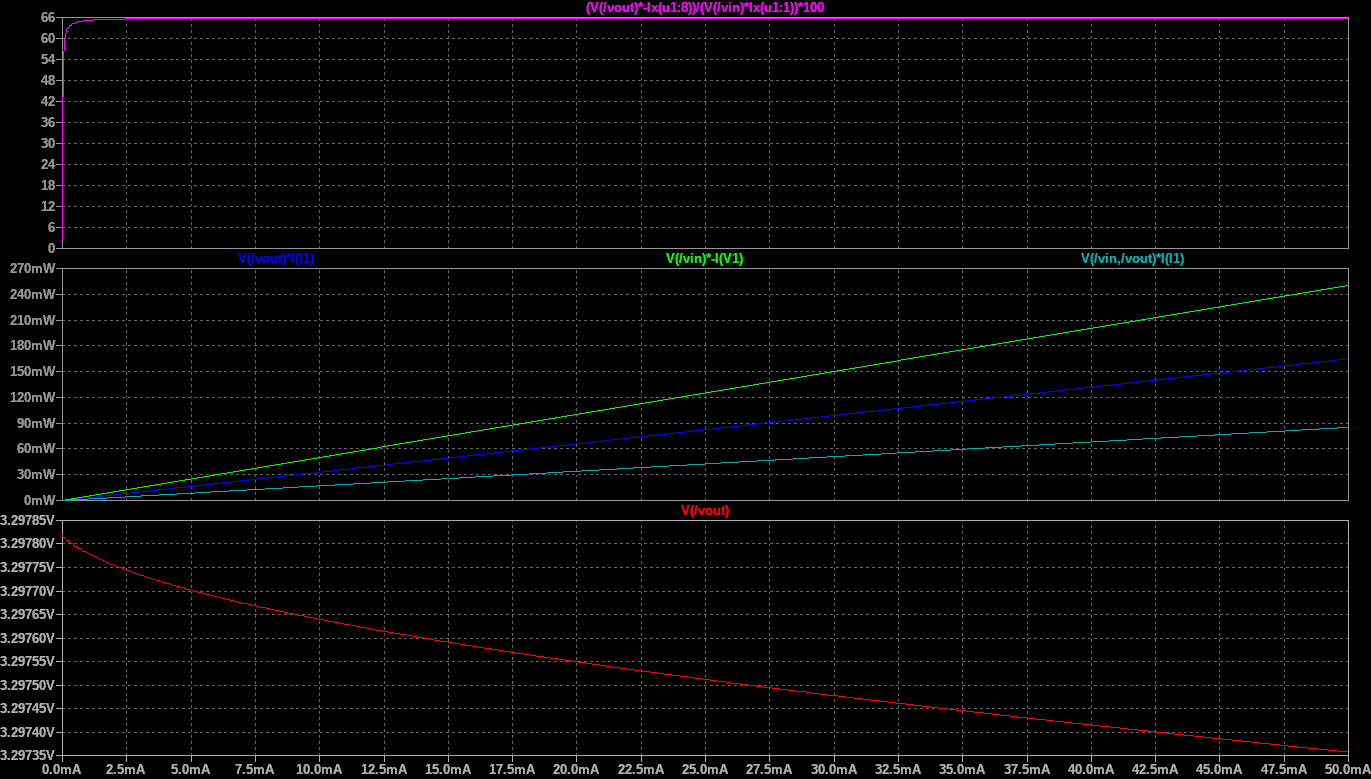 (V(/vout)*-Ix(u1:8))/(V(/vin)*Ix(u1:1))*100
66
60
54
48
42
36
30
24
18
12
6
0
V(/vout)*I(I1) V(/vin)*-I(V1) V(/vin,/vout)*I(I1)
270mW
240mW
210mW
180mW
150mW
120mW
90mW
60mW
30mW
0mW
V(/vout)
3.29785V
3.29780V
3.29775V
3.29770V
3.29765V
3.29760V
3.29755V
3.29750V
3.29745V
3.29740V
3.29735V
0.0mA 2.5mA 5.0mA 7.5mA 10.0mA 12.5mA 15.0mA 17.5mA 20.0mA 22.5mA 25.0mA 27.5mA 30.0mA 32.5mA 35.0mA 37.5mA 40.0mA 42.5mA 45.0mA 47.5mA 50.0mA